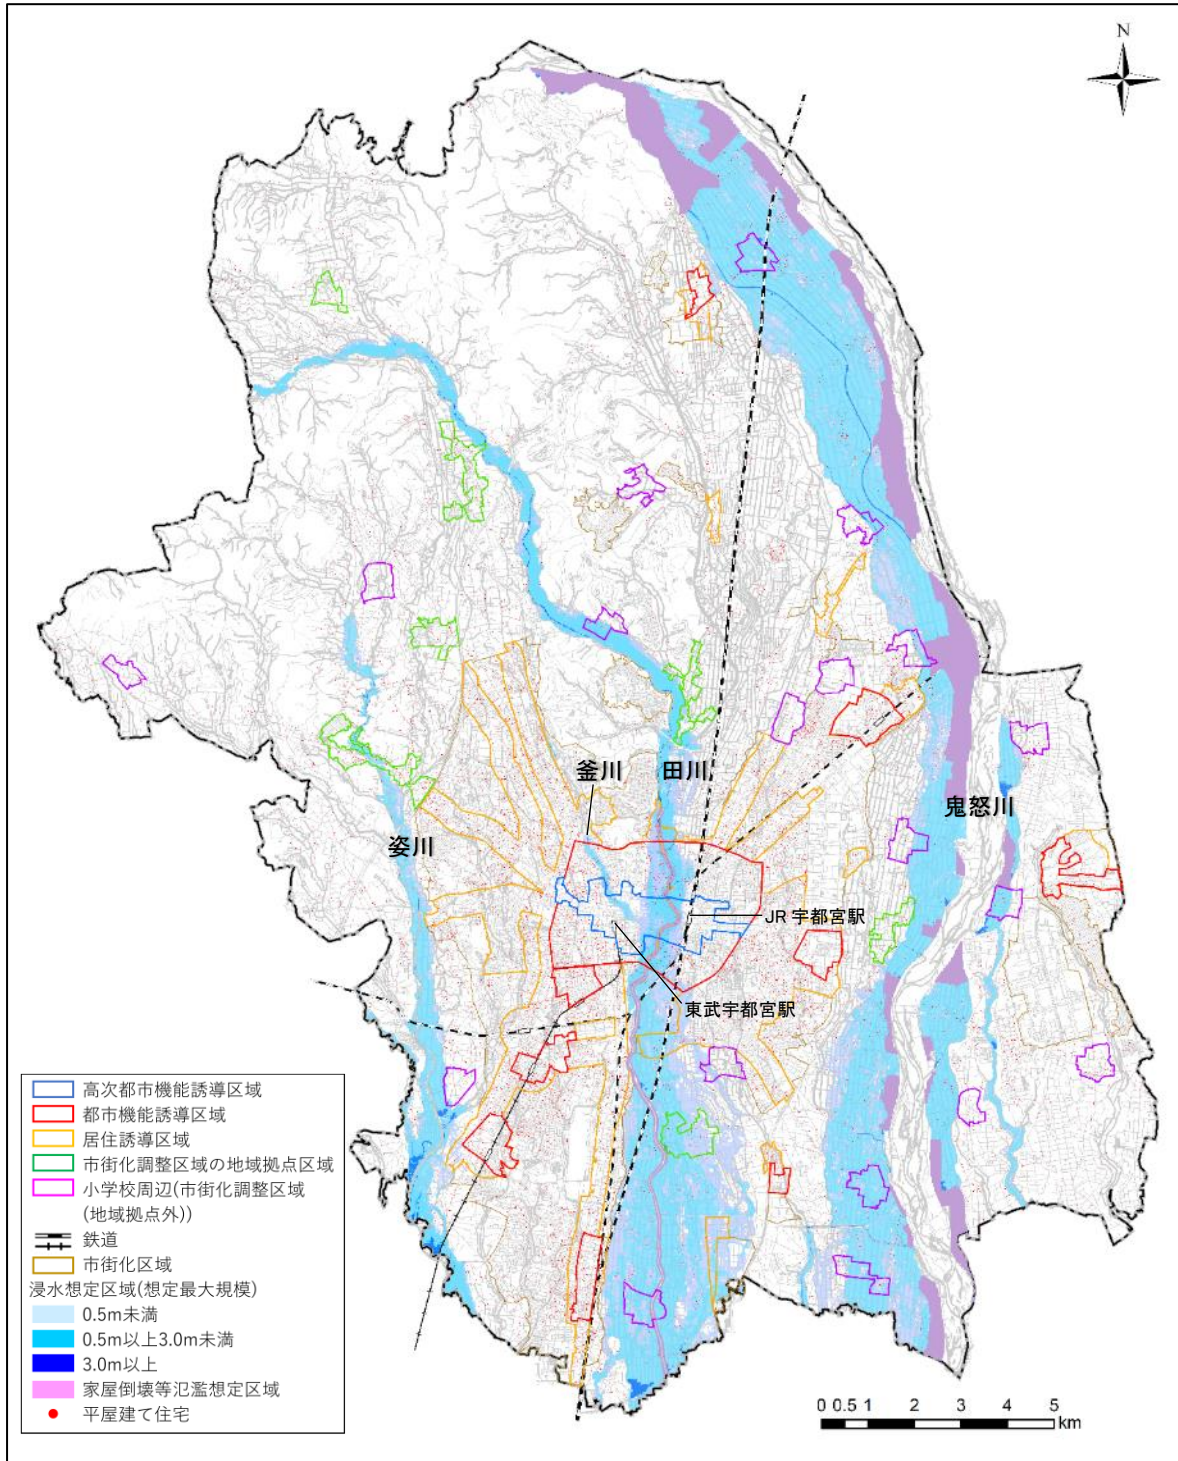 N
釜川
田川
姿川
鬼怒川
JR 宇都宮駅
東武宇都宮駅
高次都市機能誘導区域
都市機能誘導区域
居住誘導区域
市街化調整区域の地域拠点区域
小学校周辺(市街化調整区域
(地域拠点外))
鉄道
市街化区域
浸水想定区域(想定最大規模)
0.5m未満
0.5m以上3.0m未満
3.0m以上
家屋倒壊等氾濫想定区域
平屋建て住宅
0 0.5 1 2 3 4 5
km